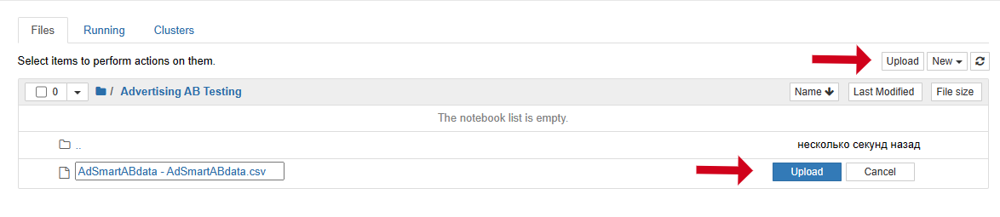 Files Running Clusters
Select items to perform actions on them. Upload New
0 / Advertising AB Testing Name Last Modified File size
The notebook list is empty.
.. несколько секунд назад
AdSmartABdata - AdSmartABdata.csv Upload Cancel